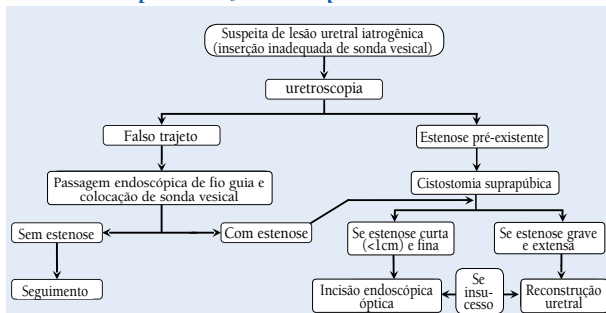 Suspeita de lesão uretral iatrogênica
(inserção inadequada de sonda vesical)
uretroscopia
Falso trajeto
Estenose pré-existente
Passagem endoscópica de fio guia e
colocação de sonda vesical
Cistostomia suprapúbica
Sem estenose
Com estenose
Se estenose curta
(<1cm) e fina
Se estenose grave
e extensa
Seguimento
Incisão endoscópica
óptica
Se
insu-
cesso
Reconstrução
uretral